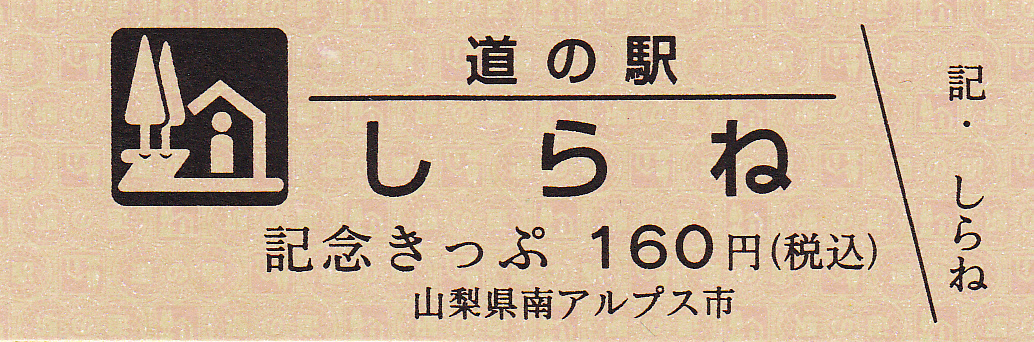 道の駅
しらね
記念きっぷ 160円(税込)
山梨県南アルプス市
記・しらね